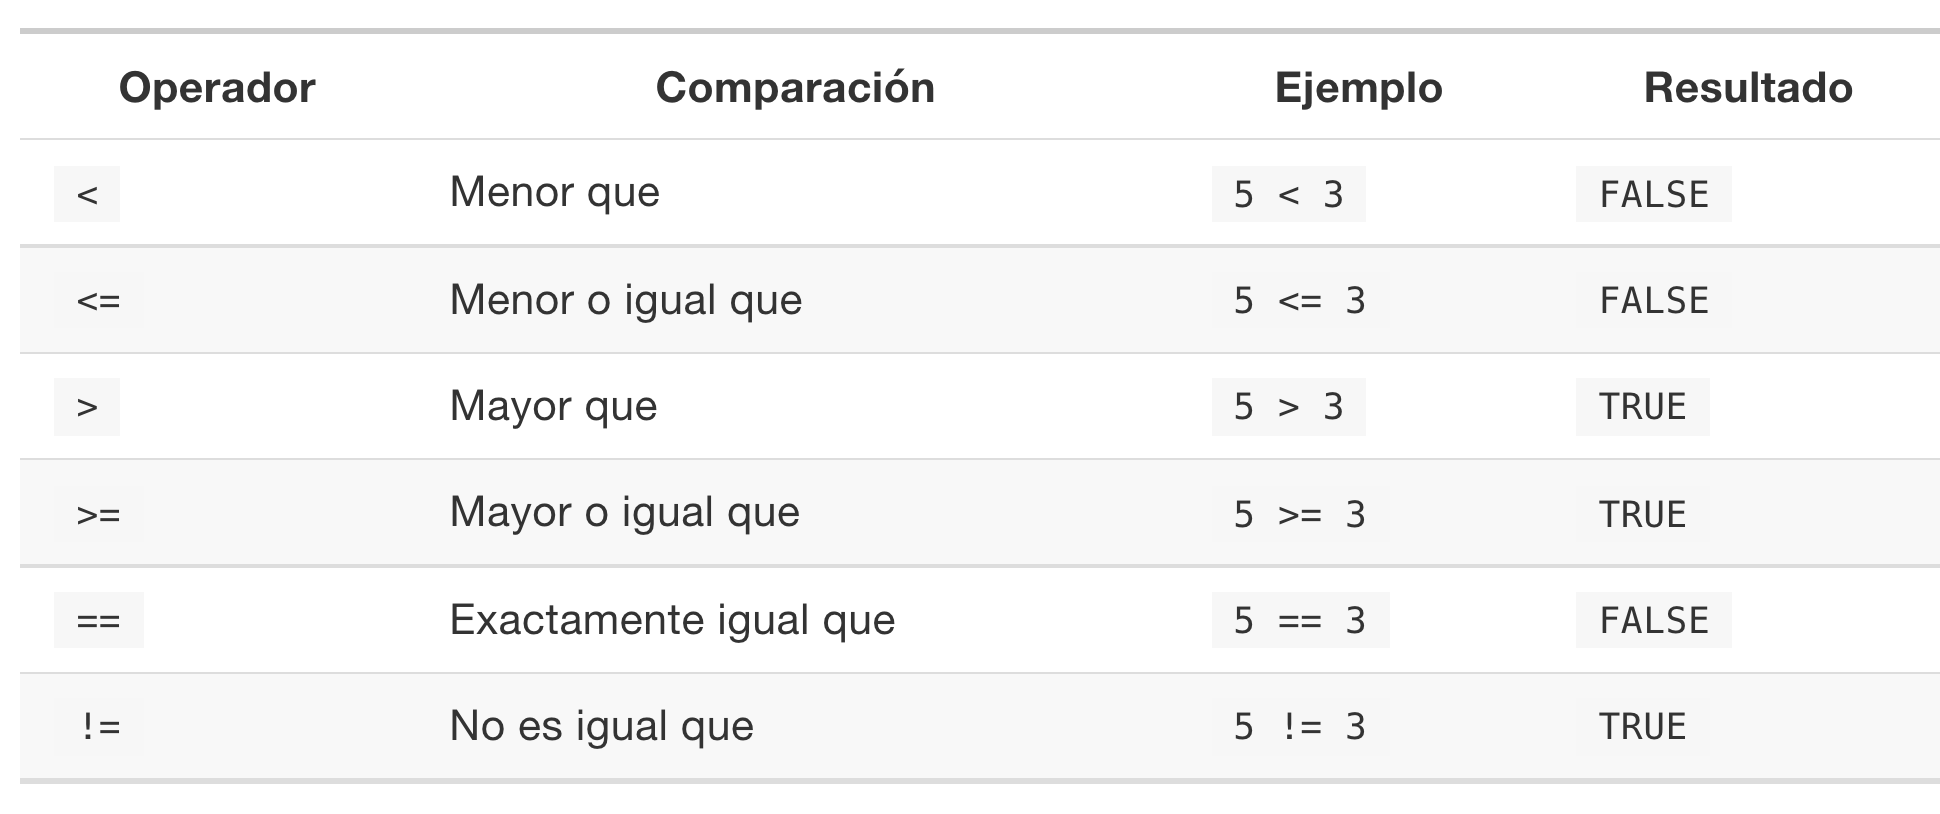 Operador Comparación Ejemplo Resultado
< Menor que 5 < 3 FALSE
<= Menor o igual que 5 <= 3 FALSE
> Mayor que 5 > 3 TRUE
>= Mayor o igual que 5 >= 3 TRUE
== Exactamente igual que 5 == 3 FALSE
!= No es igual que 5 != 3 TRUE